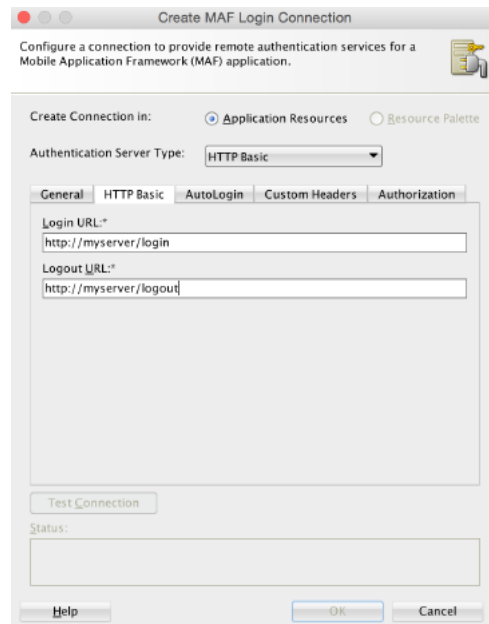 Create MAF Login Connection
Configure a connection to provide remote authentication services for a
Mobile Application Framework (MAF) application.
Create Connection in: Application Resources Resource Palette
Authentication Server Type: HTTP Basic
General HTTP Basic AutoLogin Custom Headers Authorization
Login URL:*
http://myserver/login
Logout URL:*
http://myserver/logout
Test Connection
Status:
Help OK Cancel